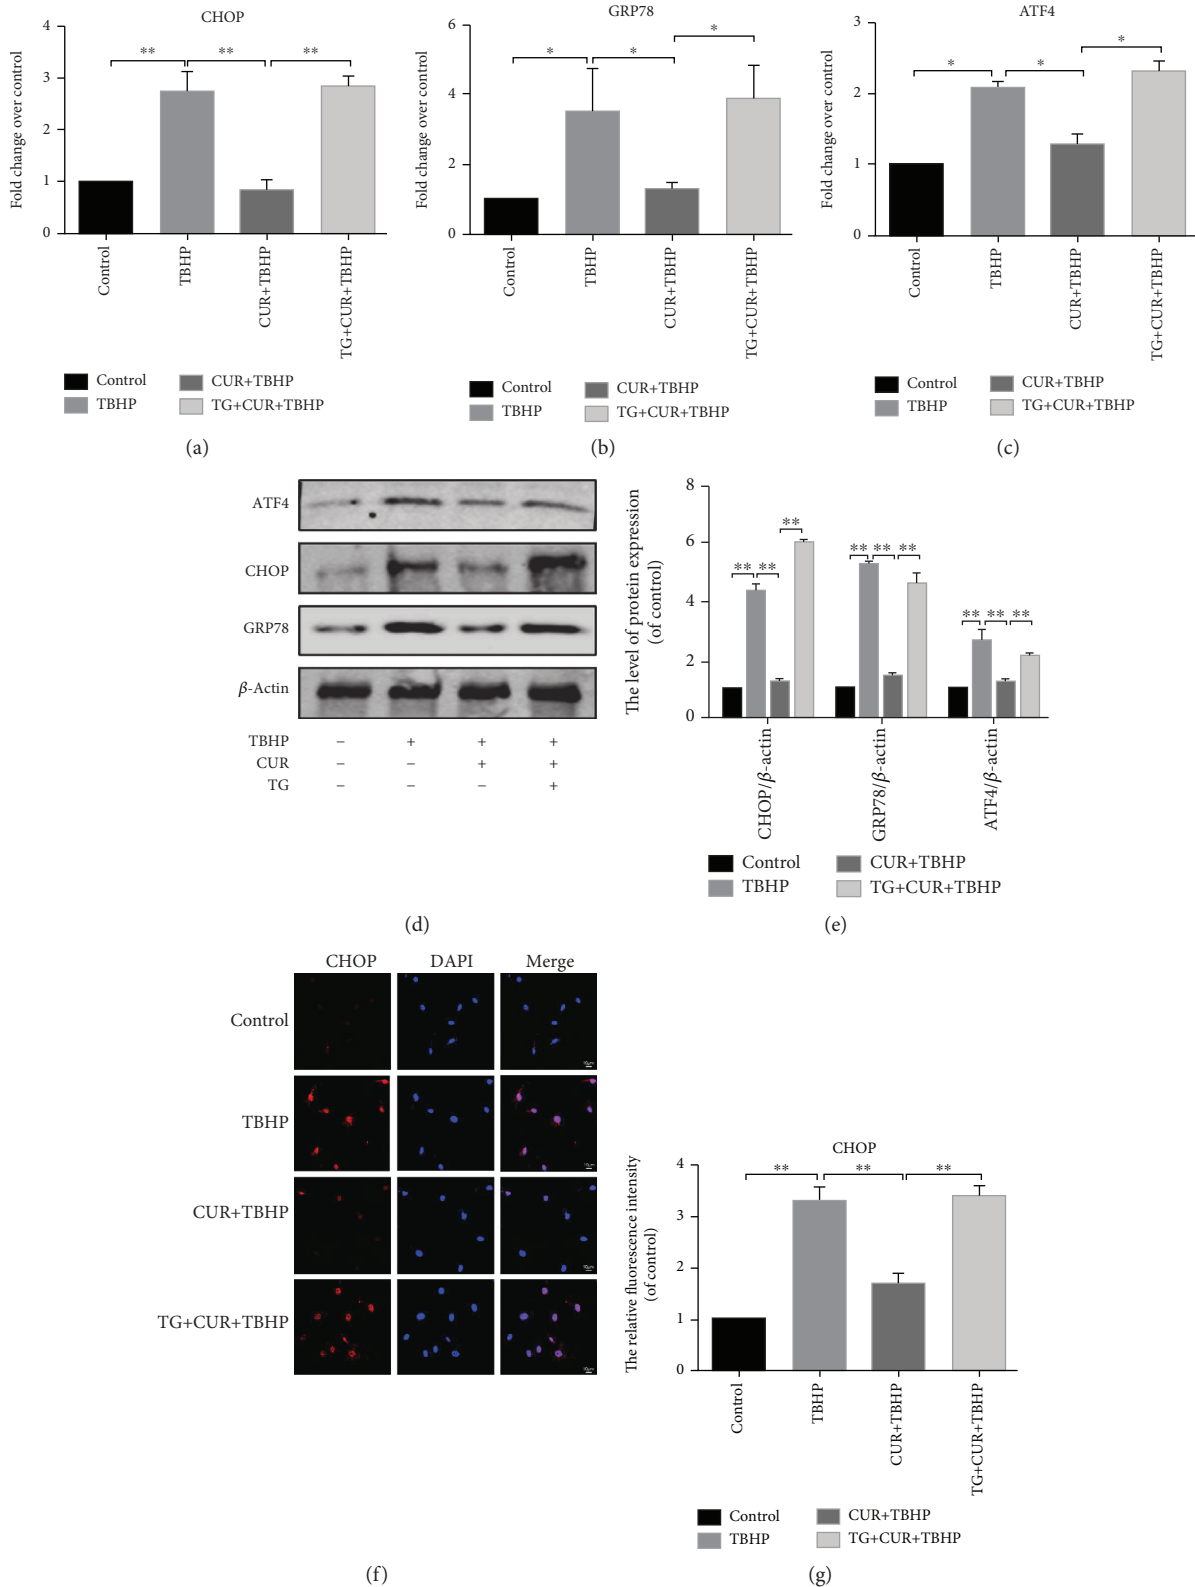 CHOP
Fold change over control
4
3
2
1
0
** ** **
Control
TBHP
CUR+TBHP
TG+CUR+TBHP
Control
TBHP
CUR+TBHP
TG+CUR+TBHP
(a)
GRP78
Fold change over control
6
4
2
0
* * *
Control
TBHP
CUR+TBHP
TG+CUR+TBHP
Control
TBHP
CUR+TBHP
TG+CUR+TBHP
(b)
ATF4
Fold change over control
3
2
1
0
* * *
Control
TBHP
CUR+TBHP
TG+CUR+TBHP
Control
TBHP
CUR+TBHP
TG+CUR+TBHP
(c)
ATF4
CHOP
GRP78
β-Actin
TBHP − + + +
CUR − − + +
TG − − − +
(d)
The level of protein expression
(of control)
8
6
4
2
0
** ** **
** ** **
** ** **
CHOP/β-actin
GRP78/β-actin
ATF4/β-actin
Control
TBHP
CUR+TBHP
TG+CUR+TBHP
(e)
CHOP DAPI Merge
Control
10μm
TBHP
10μm
CUR+TBHP
10μm
TG+CUR+TBHP
10μm
(f)
CHOP
The relative fluorescence intensity
(of control)
4
3
2
1
0
** ** **
Control
TBHP
CUR+TBHP
TG+CUR+TBHP
Control
TBHP
CUR+TBHP
TG+CUR+TBHP
(g)